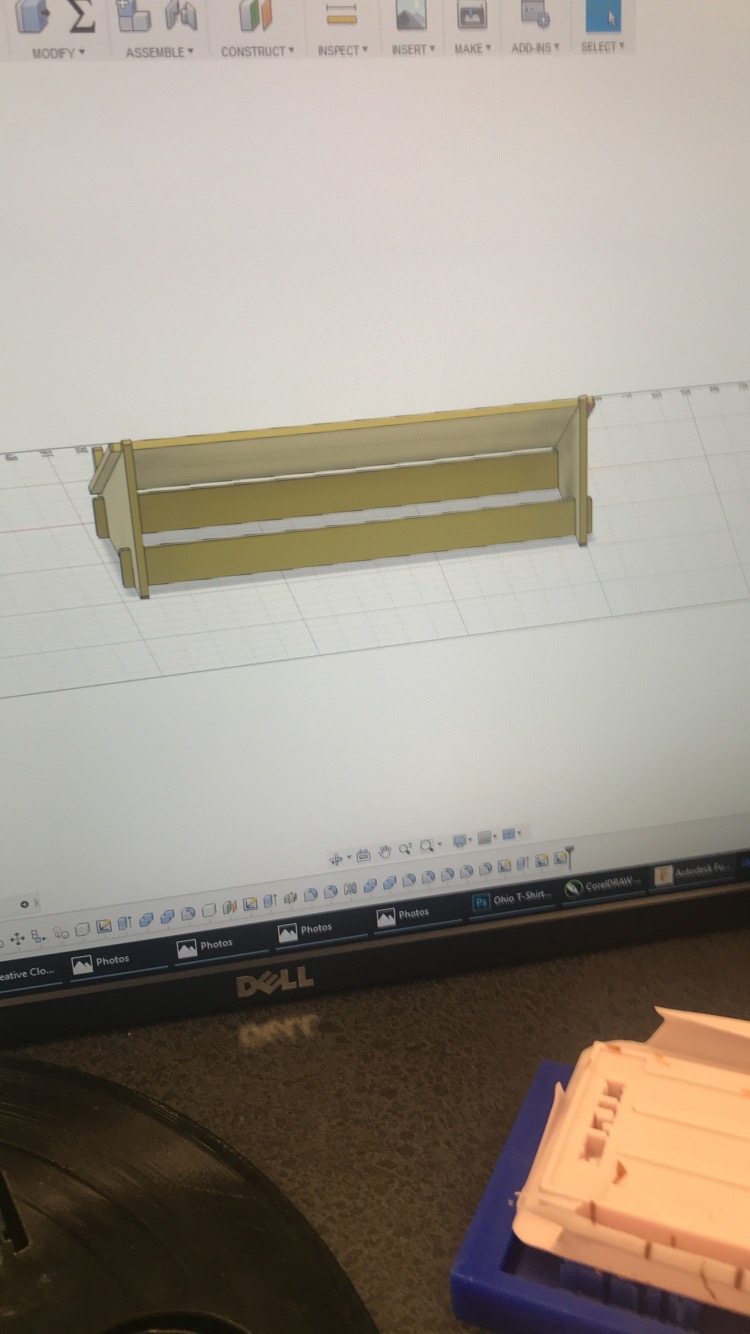 MODIFY ASSEMBLE CONSTRUCT INSPECT INSERT MAKE ADD-INS SELECT
eative Clo... Photos Photos Photos Photos Ps Ohio T-Shirt... CorelDRAW... Autodesk Fu...
DELL